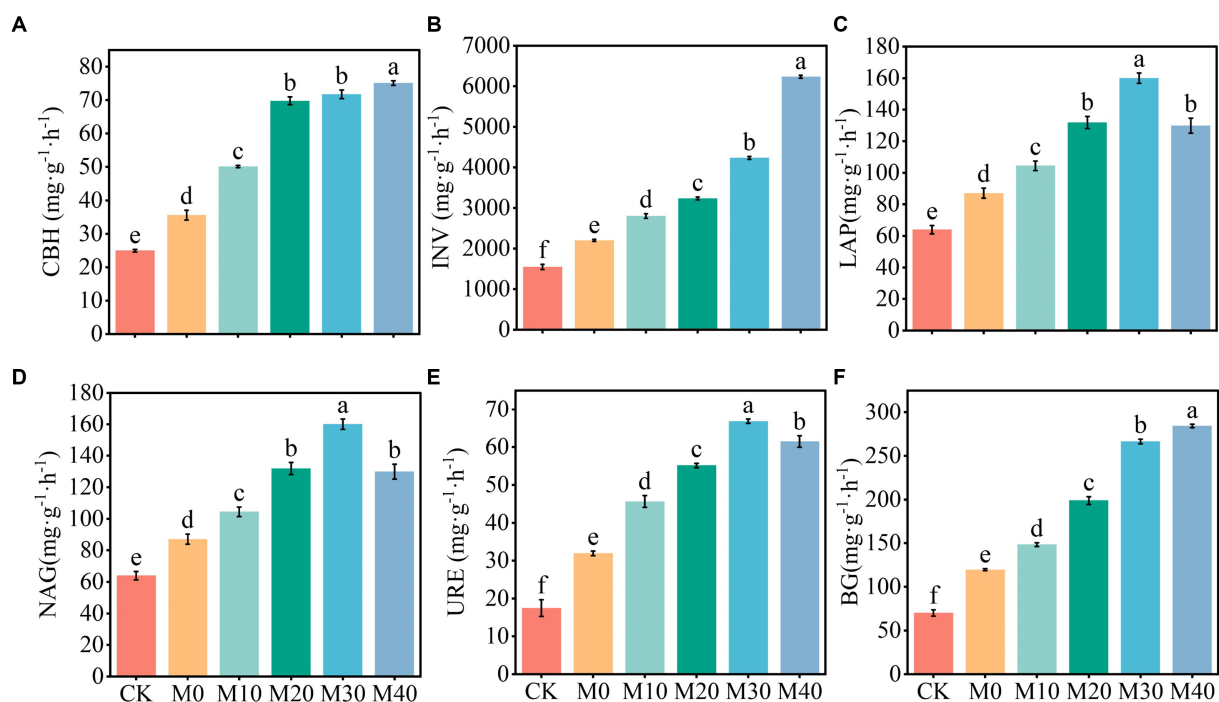 A
CBH (mg·g⁻¹·h⁻¹)
80
70
60
50
40
30
20
10
0
e
d
c
b
b
a
B
INV (mg·g⁻¹·h⁻¹)
7000
6000
5000
4000
3000
2000
1000
0
f
e
d
c
b
a
C
LAP(mg·g⁻¹·h⁻¹)
180
160
140
120
100
80
60
40
20
0
e
d
c
b
a
b
D
NAG(mg·g⁻¹·h⁻¹)
180
160
140
120
100
80
60
40
20
0
e
d
c
b
a
b
CK M0 M10 M20 M30 M40
E
URE (mg·g⁻¹·h⁻¹)
70
60
50
40
30
20
10
0
f
e
d
c
a
b
CK M0 M10 M20 M30 M40
F
BG(mg·g⁻¹·h⁻¹)
300
250
200
150
100
50
0
f
e
d
c
b
a
CK M0 M10 M20 M30 M40